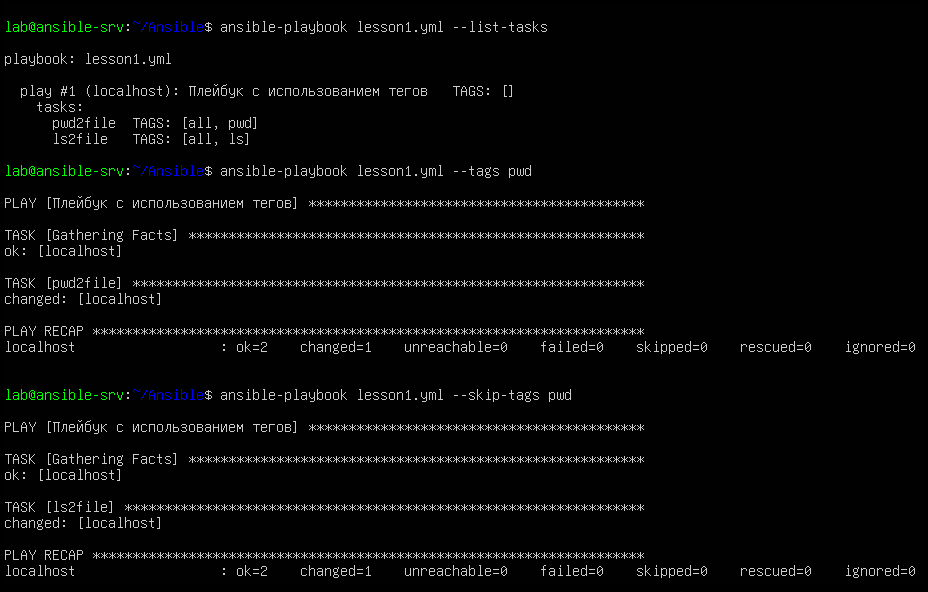 lab@ansible-srv:~/Ansible$ ansible-playbook lesson1.yml --list-tasks
playbook: lesson1.yml
play #1 (localhost): Плейбук с использованием тегов TAGS: []
tasks:
pwd2file TAGS: [all, pwd]
ls2file TAGS: [all, ls]
lab@ansible-srv:~/Ansible$ ansible-playbook lesson1.yml --tags pwd
PLAY [Плейбук с использованием тегов] ******************************************
TASK [Gathering Facts] *********************************************************
ok: [localhost]
TASK [pwd2file] ****************************************************************
changed: [localhost]
PLAY RECAP *********************************************************************
localhost : ok=2 changed=1 unreachable=0 failed=0 skipped=0 rescued=0 ignored=0
lab@ansible-srv:~/Ansible$ ansible-playbook lesson1.yml --skip-tags pwd
PLAY [Плейбук с использованием тегов] ******************************************
TASK [Gathering Facts] *********************************************************
ok: [localhost]
TASK [ls2file] *****************************************************************
changed: [localhost]
PLAY RECAP *********************************************************************
localhost : ok=2 changed=1 unreachable=0 failed=0 skipped=0 rescued=0 ignored=0